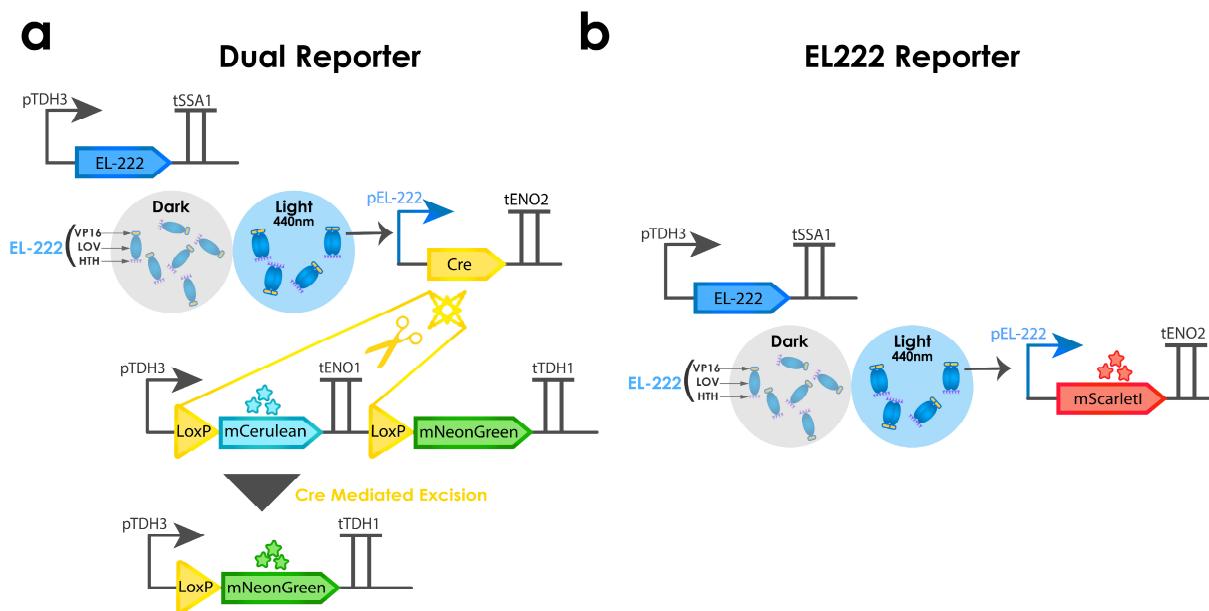 a
Dual Reporter
pTDH3
tSSA1
EL-222
Dark
Light
440nm
EL-222
VP16
LOV
HTH
pEL-222
tENO2
Cre
pTDH3
tENO1
tTDH1
LoxP
mCerulean
LoxP
mNeonGreen
Cre Mediated Excision
pTDH3
tTDH1
LoxP
mNeonGreen
b
EL222 Reporter
pTDH3
tSSA1
EL-222
Dark
Light
440nm
EL-222
VP16
LOV
HTH
pEL-222
tENO2
mScarletI